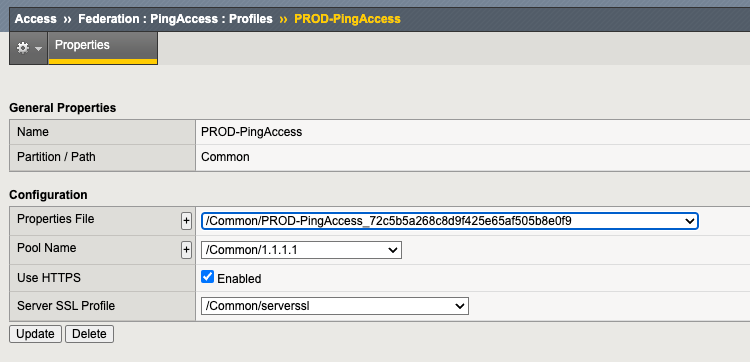 Access ›› Federation : PingAccess : Profiles ›› PROD-PingAccess
Properties
General Properties
Name PROD-PingAccess
Partition / Path Common
Configuration
Properties File + /Common/PROD-PingAccess_72c5b5a268c8d9f425e65af505b8e0f9
Pool Name + /Common/1.1.1.1
Use HTTPS Enabled
Server SSL Profile /Common/serverssl
Update Delete